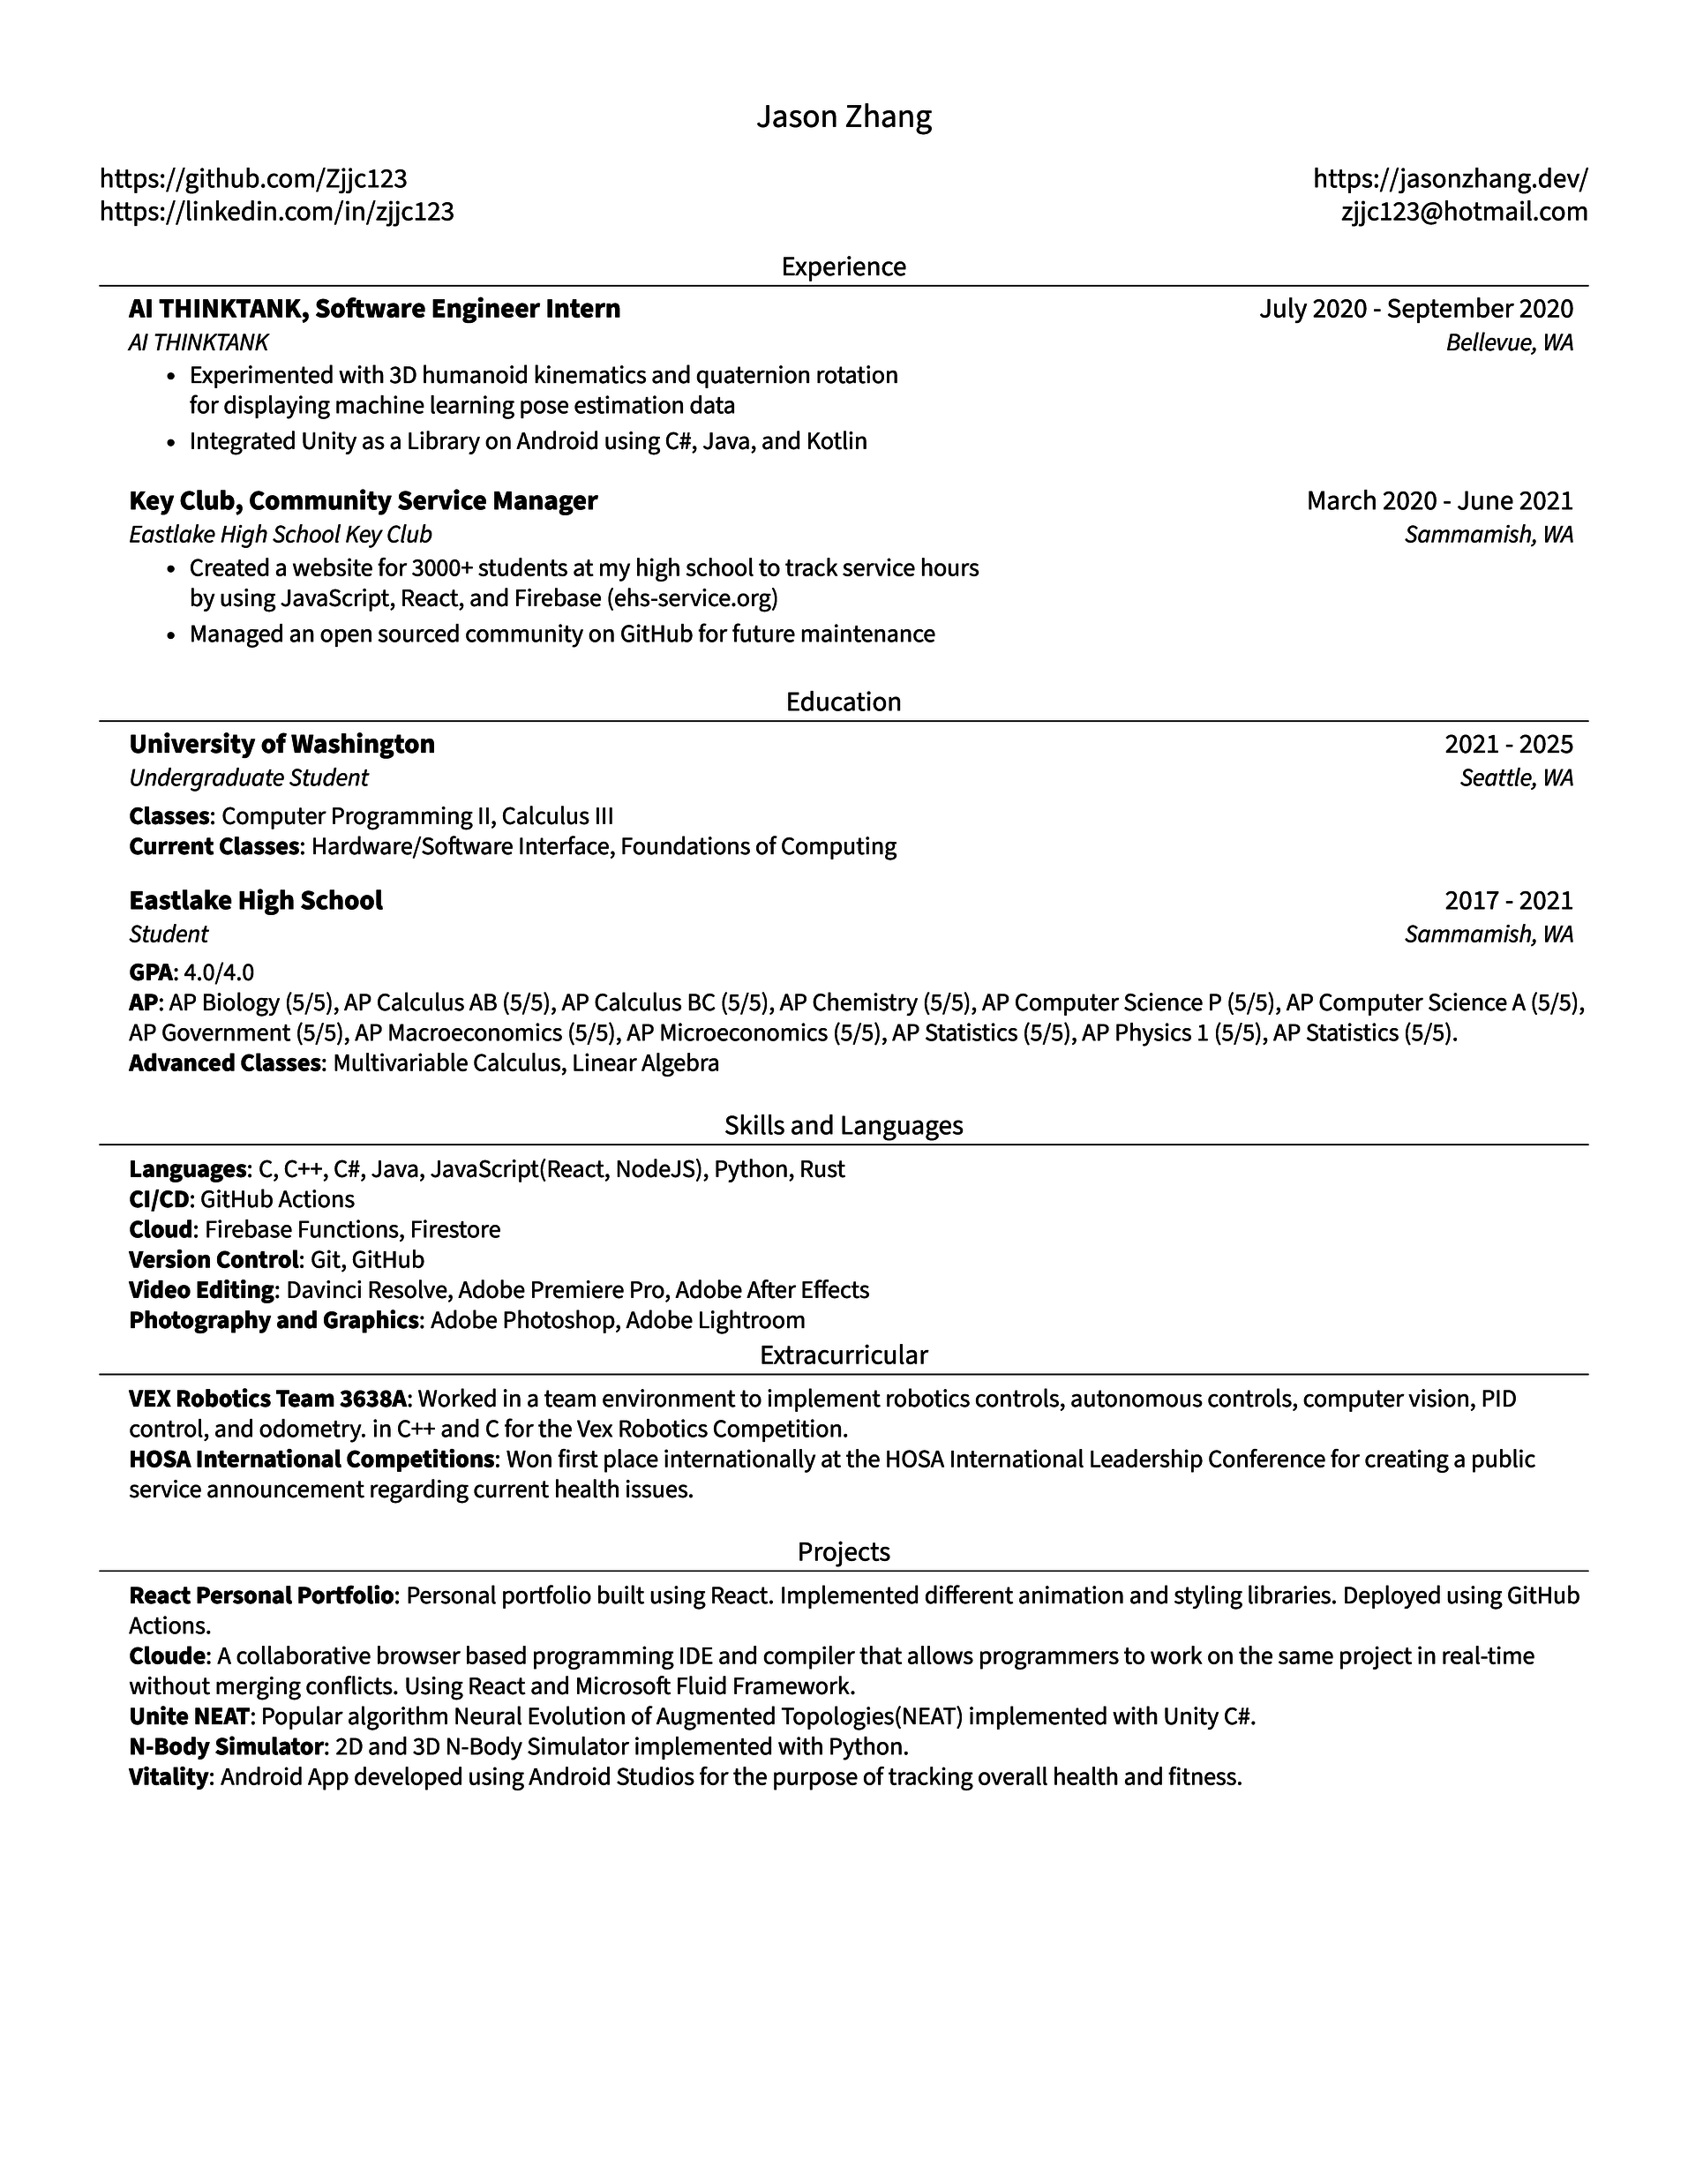 Jason Zhang
https://github.com/Zjjc123
https://jasonzhang.dev/
https://linkedin.com/in/zjjc123
zjjc123@hotmail.com
Experience
AI THINKTANK, Software Engineer Intern
July 2020 - September 2020
AI THINKTANK
Bellevue, WA
• Experimented with 3D humanoid kinematics and quaternion rotation
for displaying machine learning pose estimation data
• Integrated Unity as a Library on Android using C#, Java, and Kotlin
Key Club, Community Service Manager
March 2020 - June 2021
Eastlake High School Key Club
Sammamish, WA
• Created a website for 3000+ students at my high school to track service hours
by using JavaScript, React, and Firebase (ehs-service.org)
• Managed an open sourced community on GitHub for future maintenance
Education
University of Washington
2021 - 2025
Undergraduate Student
Seattle, WA
Classes: Computer Programming II, Calculus III
Current Classes: Hardware/Software Interface, Foundations of Computing
Eastlake High School
2017 - 2021
Student
Sammamish, WA
GPA: 4.0/4.0
AP: AP Biology (5/5), AP Calculus AB (5/5), AP Calculus BC (5/5), AP Chemistry (5/5), AP Computer Science P (5/5), AP Computer Science A (5/5),
AP Government (5/5), AP Macroeconomics (5/5), AP Microeconomics (5/5), AP Statistics (5/5), AP Physics 1 (5/5), AP Statistics (5/5).
Advanced Classes: Multivariable Calculus, Linear Algebra
Skills and Languages
Languages: C, C++, C#, Java, JavaScript(React, NodeJS), Python, Rust
CI/CD: GitHub Actions
Cloud: Firebase Functions, Firestore
Version Control: Git, GitHub
Video Editing: Davinci Resolve, Adobe Premiere Pro, Adobe After Effects
Photography and Graphics: Adobe Photoshop, Adobe Lightroom
Extracurricular
VEX Robotics Team 3638A: Worked in a team environment to implement robotics controls, autonomous controls, computer vision, PID
control, and odometry. in C++ and C for the Vex Robotics Competition.
HOSA International Competitions: Won first place internationally at the HOSA International Leadership Conference for creating a public
service announcement regarding current health issues.
Projects
React Personal Portfolio: Personal portfolio built using React. Implemented different animation and styling libraries. Deployed using GitHub
Actions.
Cloude: A collaborative browser based programming IDE and compiler that allows programmers to work on the same project in real-time
without merging conflicts. Using React and Microsoft Fluid Framework.
Unite NEAT: Popular algorithm Neural Evolution of Augmented Topologies(NEAT) implemented with Unity C#.
N-Body Simulator: 2D and 3D N-Body Simulator implemented with Python.
Vitality: Android App developed using Android Studios for the purpose of tracking overall health and fitness.